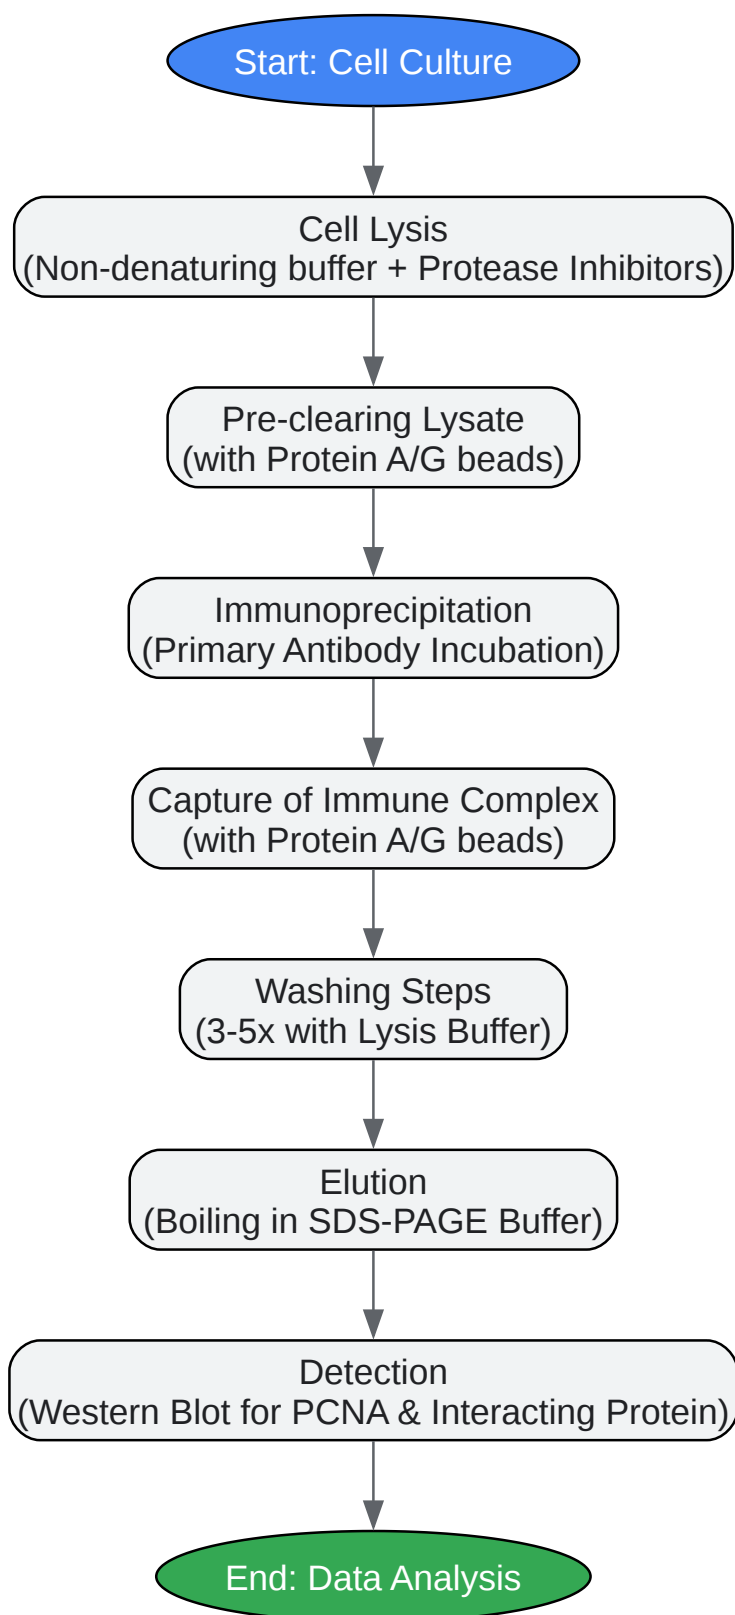 Start: Cell Culture
Cell Lysis
(Non-denaturing buffer + Protease Inhibitors)
Pre-clearing Lysate
(with Protein A/G beads)
Immunoprecipitation
(Primary Antibody Incubation)
Capture of Immune Complex
(with Protein A/G beads)
Washing Steps
(3-5x with Lysis Buffer)
Elution
(Boiling in SDS-PAGE Buffer)
Detection
(Western Blot for PCNA & Interacting Protein)
End: Data Analysis